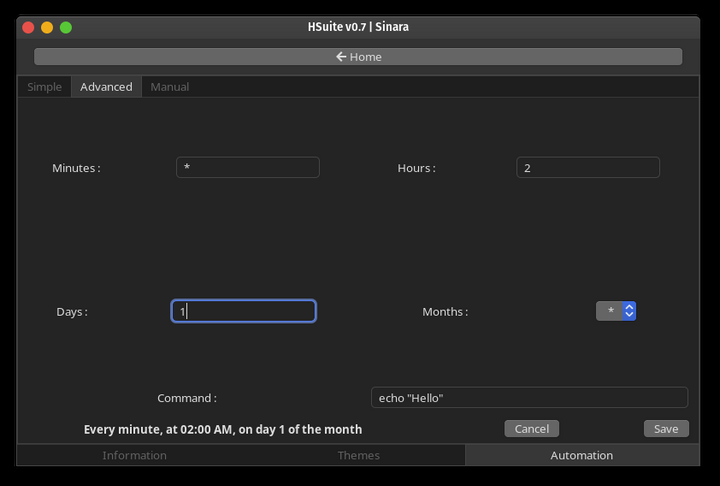 HSuite v0.7 | Sinara
← Home
Simple Advanced Manual
Minutes : * Hours : 2
Days : 1 Months : *
Command : echo "Hello"
Every minute, at 02:00 AM, on day 1 of the month Cancel Save
Information Themes Automation